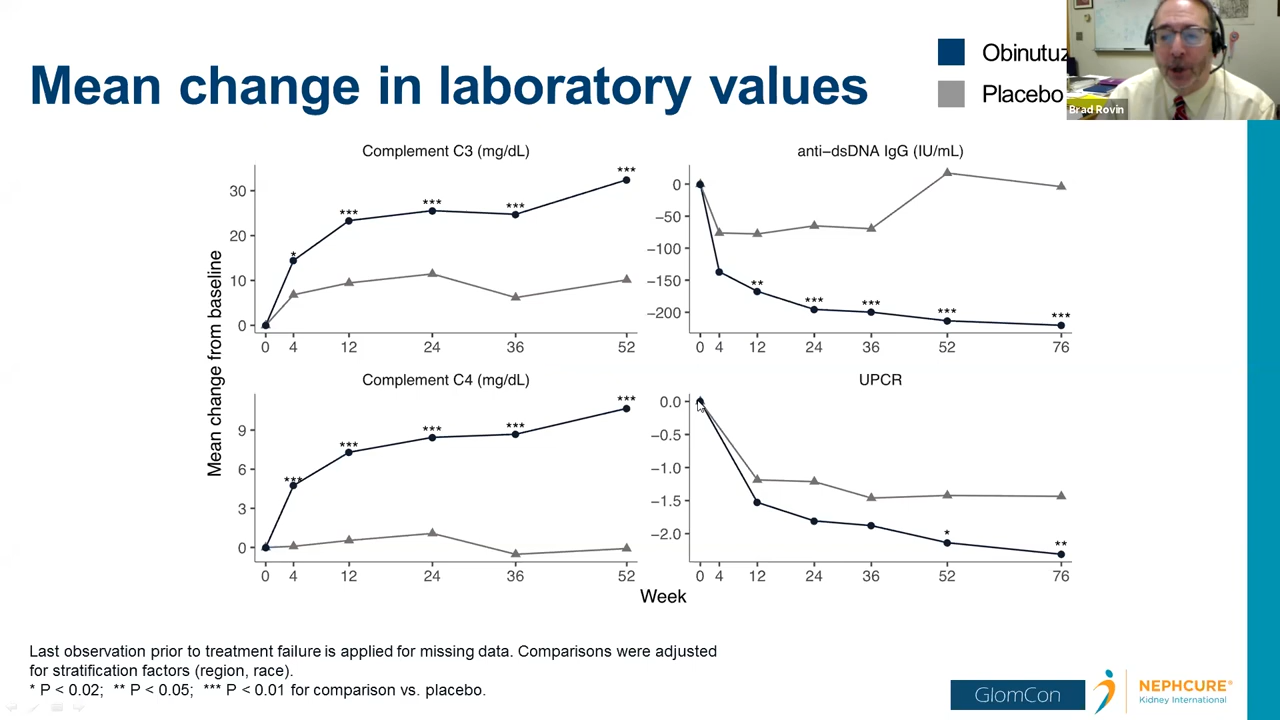 Mean change in laboratory values
Obinutuz
Placebo
Brad Rovin
Mean change from baseline
Complement C3 (mg/dL)
30
20
10
0
* *** *** *** ***
0 4 12 24 36 52
anti−dsDNA IgG (IU/mL)
0
−50
−100
−150
−200
** *** *** *** ***
0 4 12 24 36 52 76
Complement C4 (mg/dL)
9
6
3
0
*** *** *** *** ***
0 4 12 24 36 52
UPCR
0.0
−0.5
−1.0
−1.5
−2.0
* **
0 4 12 24 36 52 76
Week
Last observation prior to treatment failure is applied for missing data. Comparisons were adjusted
for stratification factors (region, race).
* P < 0.02; ** P < 0.05; *** P < 0.01 for comparison vs. placebo.
GlomCon
NEPHCURE®
Kidney International